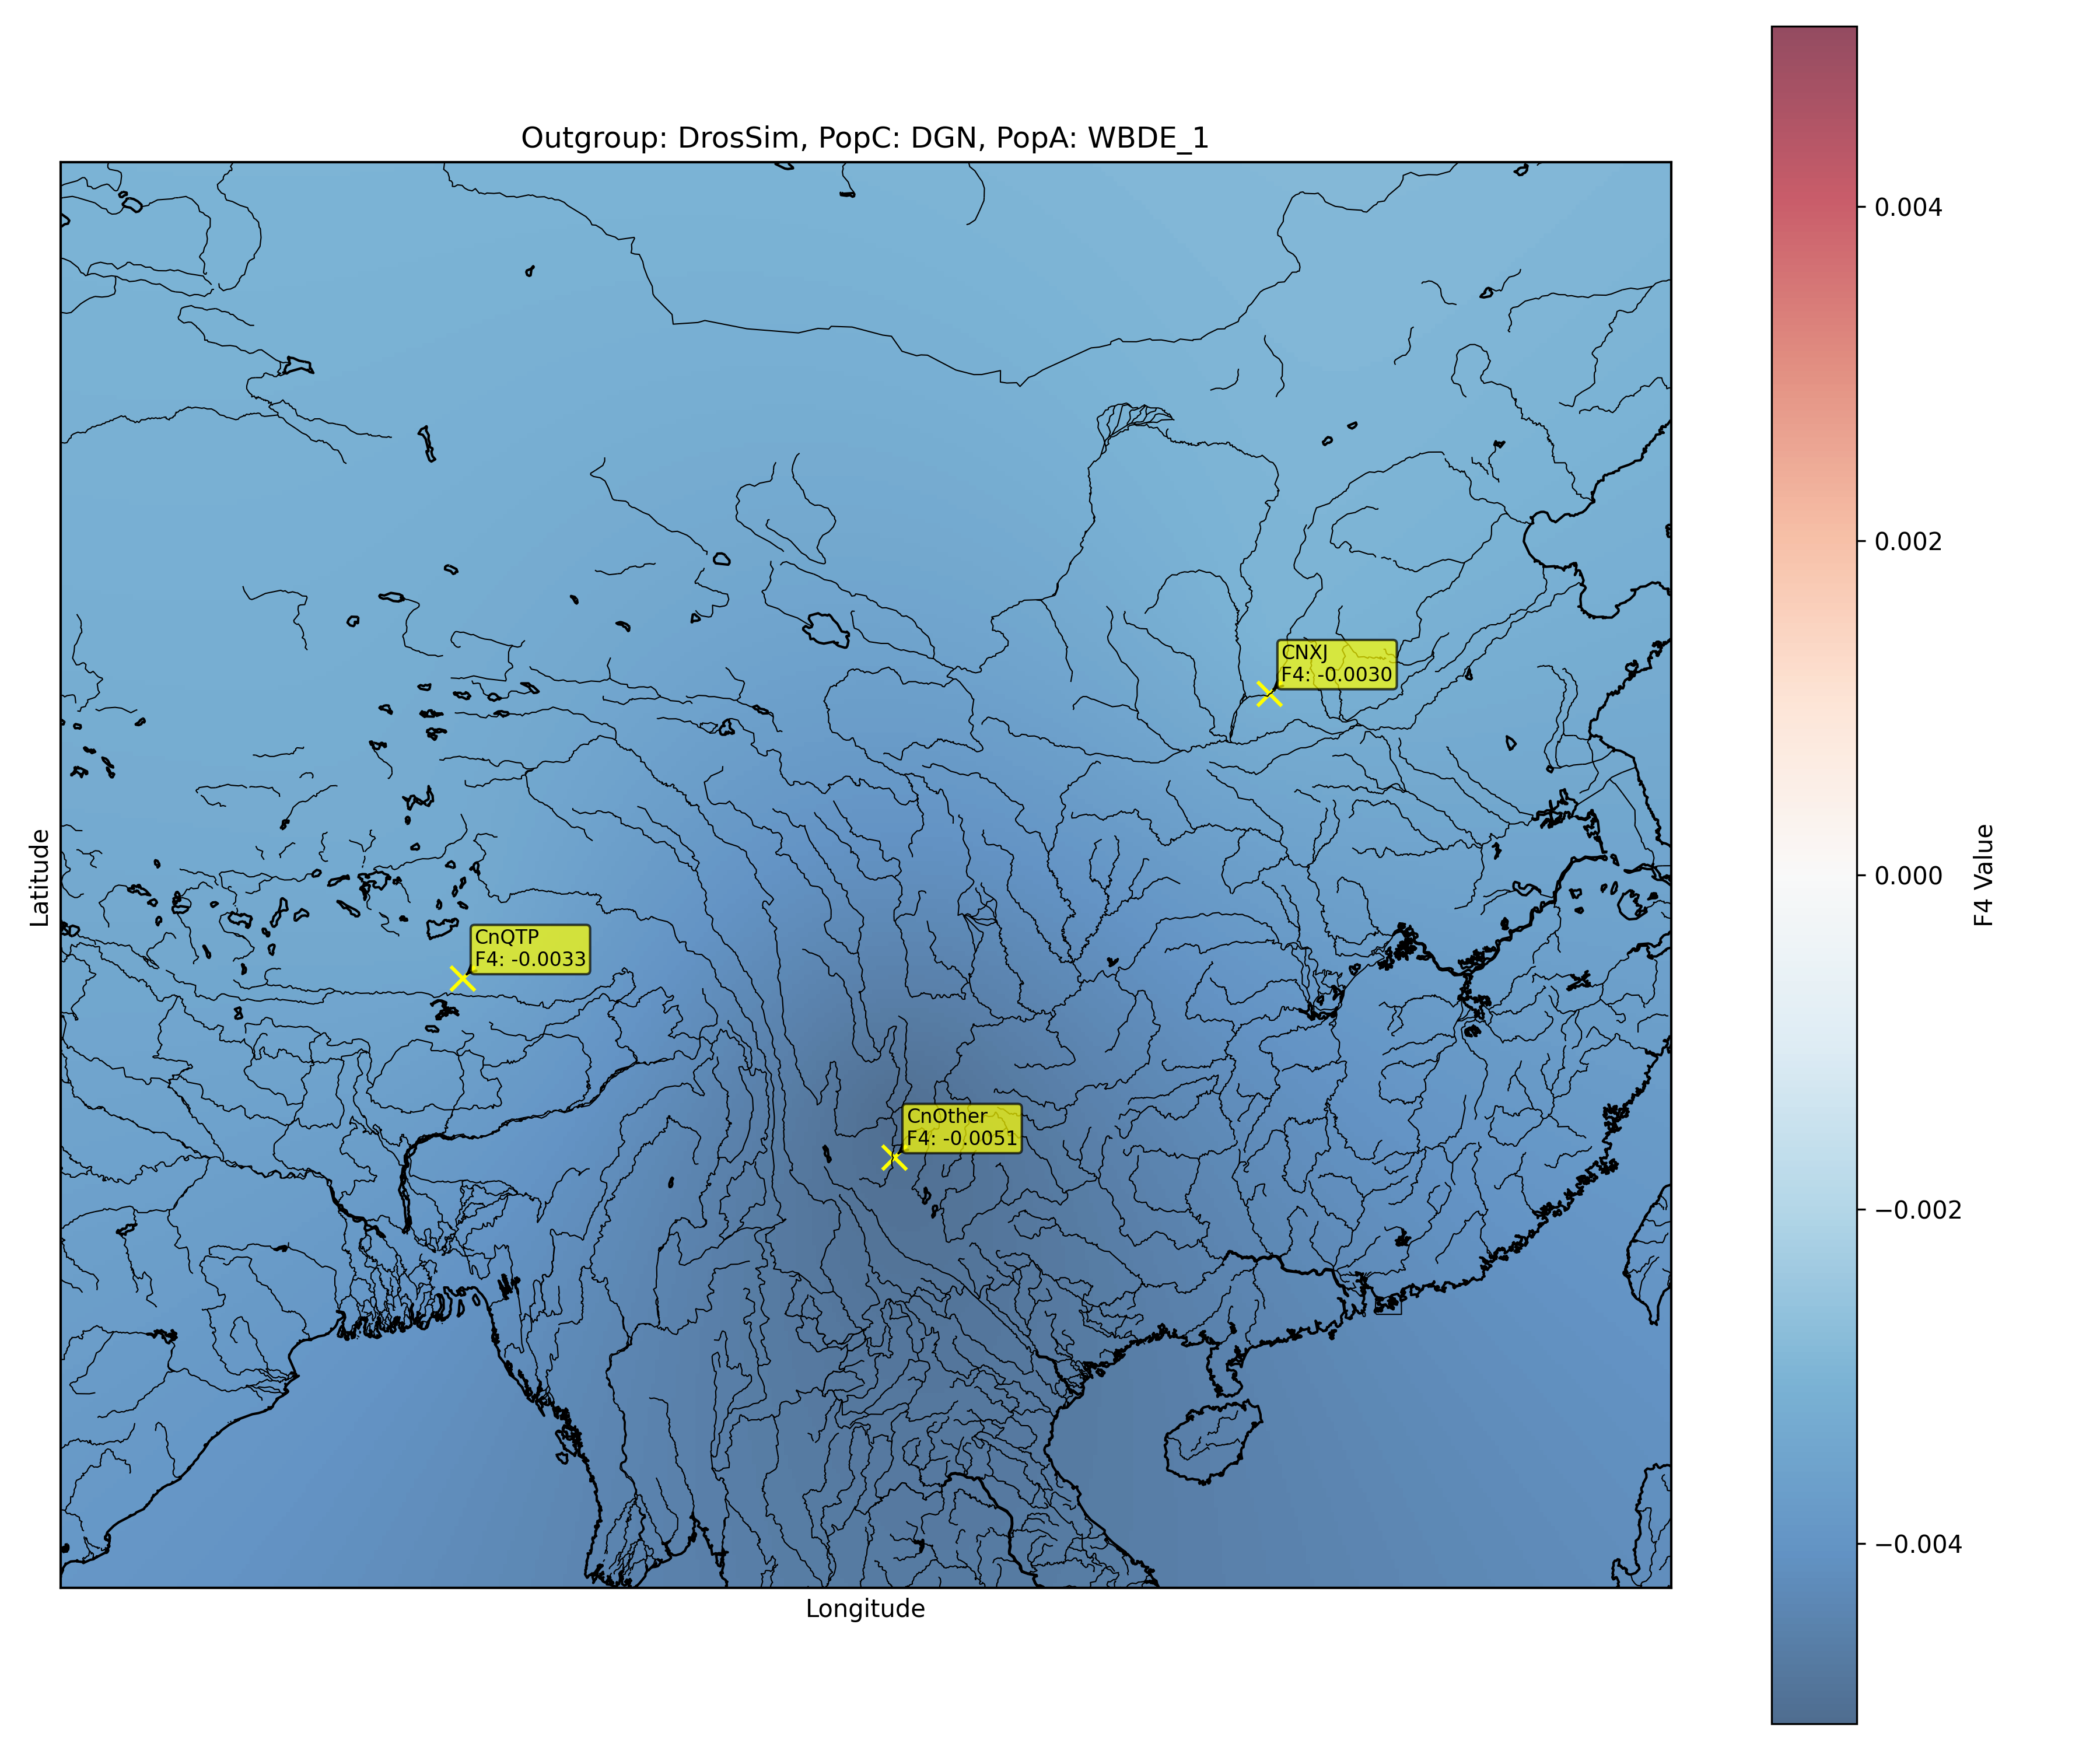 Outgroup: DrosSim, PopC: DGN, PopA: WBDE_1
CNXJ
F4: -0.0030
CnQTP
F4: -0.0033
CnOther
F4: -0.0051
Latitude
Longitude
0.004
0.002
0.000
−0.002
−0.004
F4 Value